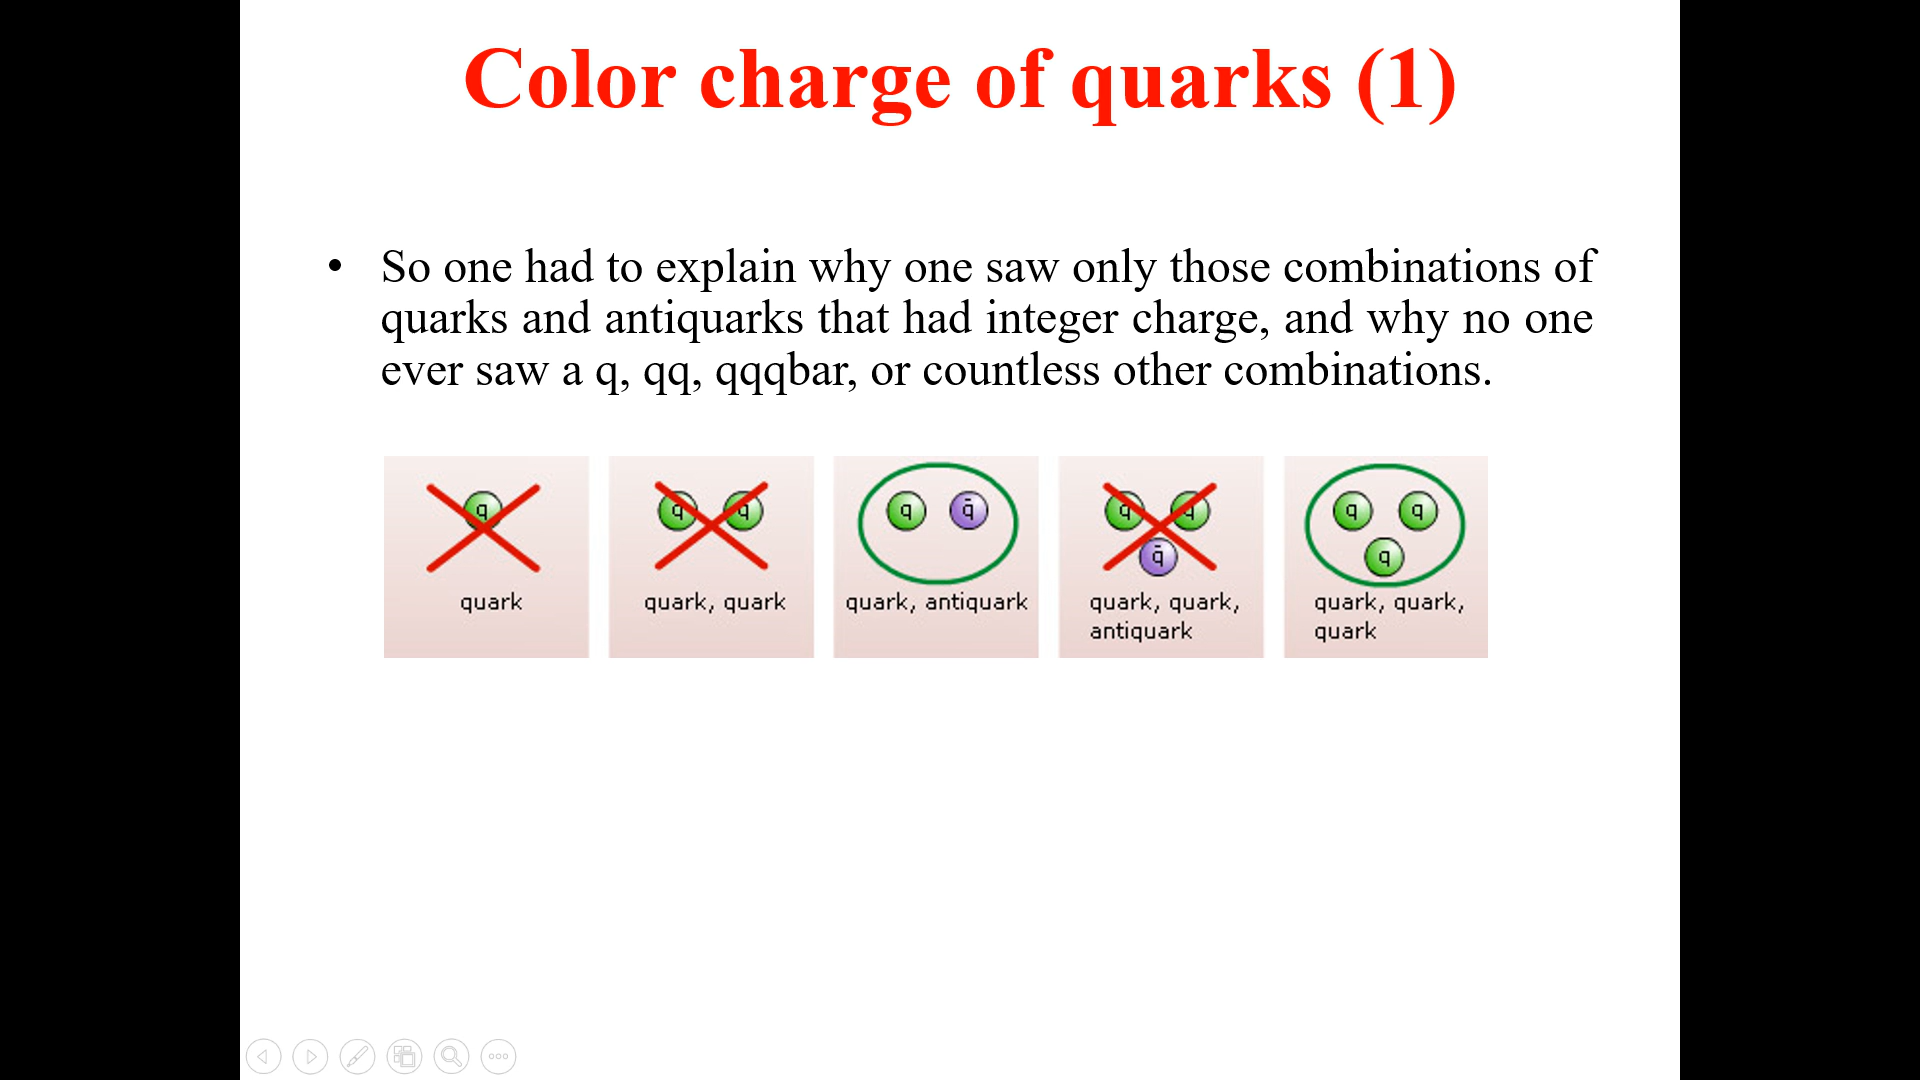 Color charge of quarks (1)
• So one had to explain why one saw only those combinations of
quarks and antiquarks that had integer charge, and why no one
ever saw a q, qq, qqqbar, or countless other combinations.
q
quark
q q
quark, quark
q q̄
quark, antiquark
q q
q̄
quark, quark,
antiquark
q q
q
quark, quark,
quark